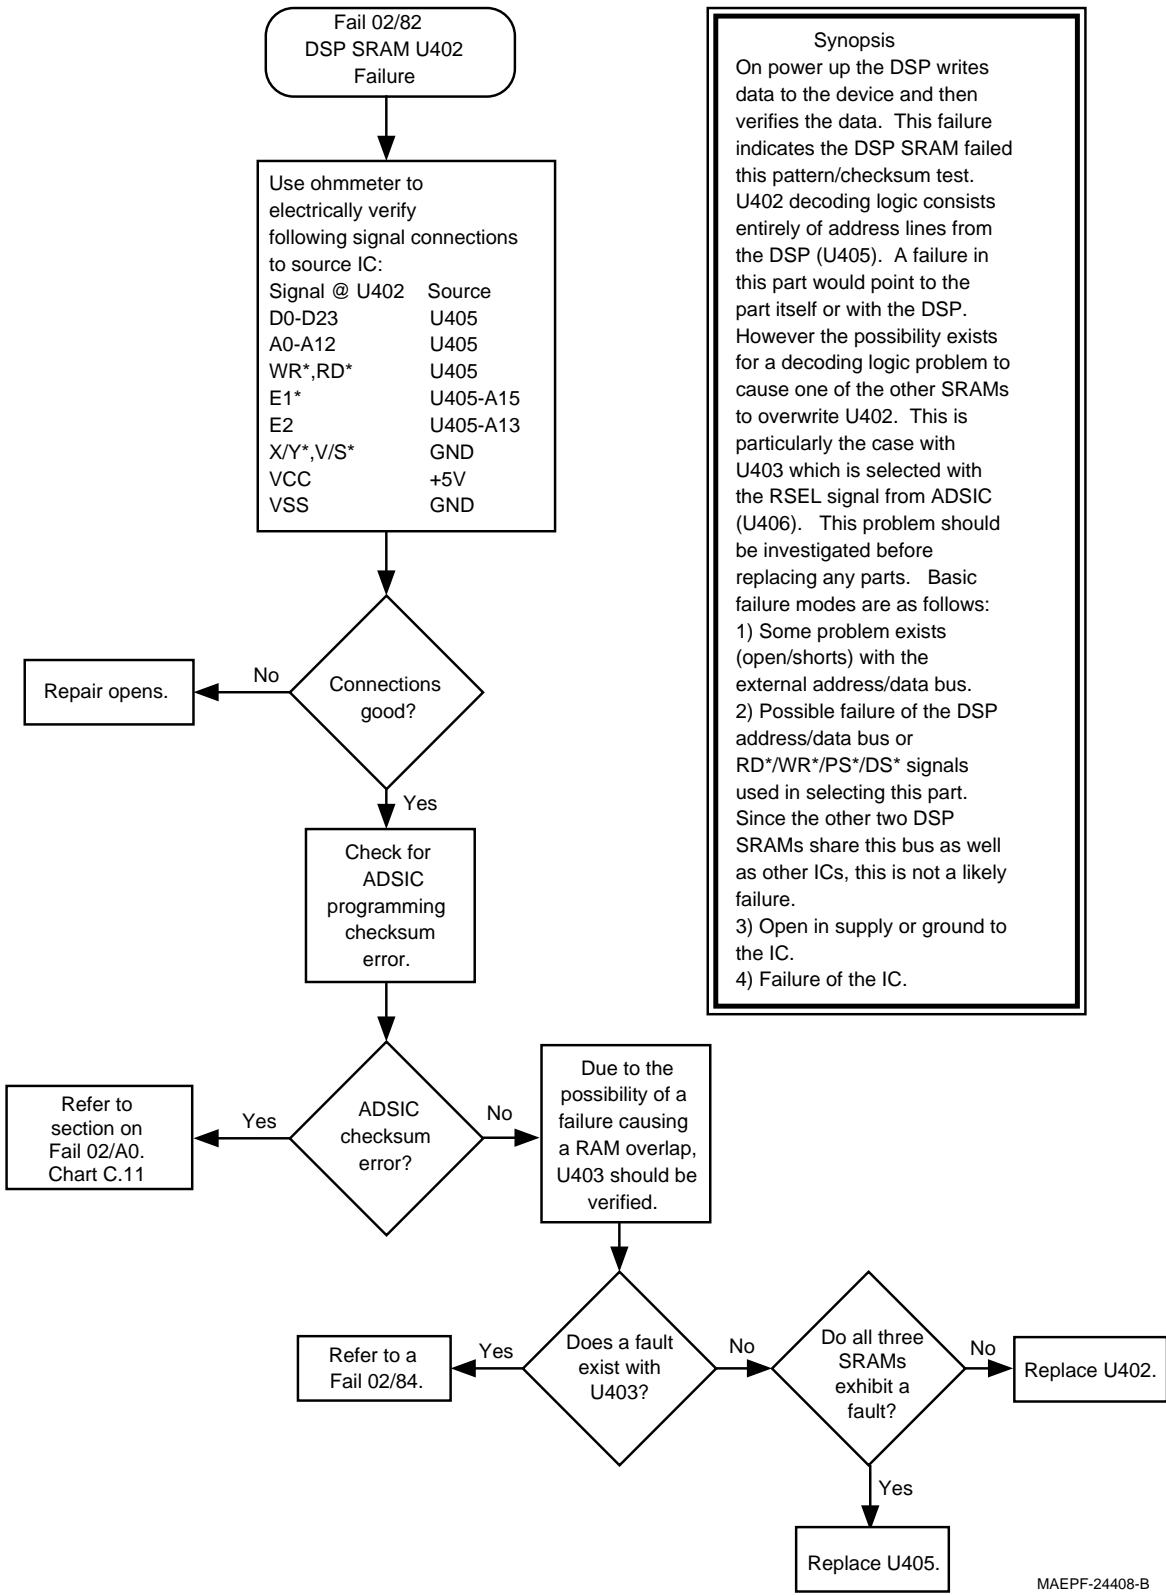 Fail 02/82
DSP SRAM U402
Failure
Use ohmmeter to
electrically verify
following signal connections
to source IC:
Signal @ U402 Source
D0-D23 U405
A0-A12 U405
WR*,RD* U405
E1* U405-A15
E2 U405-A13
X/Y*,V/S* GND
VCC +5V
VSS GND
Connections
good?
No
Repair opens.
Yes
Check for
ADSIC
programming
checksum
error.
ADSIC
checksum
error?
Yes
Refer to
section on
Fail 02/A0.
Chart C.11
No
Due to the
possibility of a
failure causing
a RAM overlap,
U403 should be
verified.
Does a fault
exist with
U403?
Yes
Refer to a
Fail 02/84.
No
Do all three
SRAMs
exhibit a
fault?
No
Replace U402.
Yes
Replace U405.
Synopsis
On power up the DSP writes
data to the device and then
verifies the data. This failure
indicates the DSP SRAM failed
this pattern/checksum test.
U402 decoding logic consists
entirely of address lines from
the DSP (U405). A failure in
this part would point to the
part itself or with the DSP.
However the possibility exists
for a decoding logic problem to
cause one of the other SRAMs
to overwrite U402. This is
particularly the case with
U403 which is selected with
the RSEL signal from ADSIC
(U406). This problem should
be investigated before
replacing any parts. Basic
failure modes are as follows:
1) Some problem exists
(open/shorts) with the
external address/data bus.
2) Possible failure of the DSP
address/data bus or
RD*/WR*/PS*/DS* signals
used in selecting this part.
Since the other two DSP
SRAMs share this bus as well
as other ICs, this is not a likely
failure.
3) Open in supply or ground to
the IC.
4) Failure of the IC.
MAEPF-24408-B